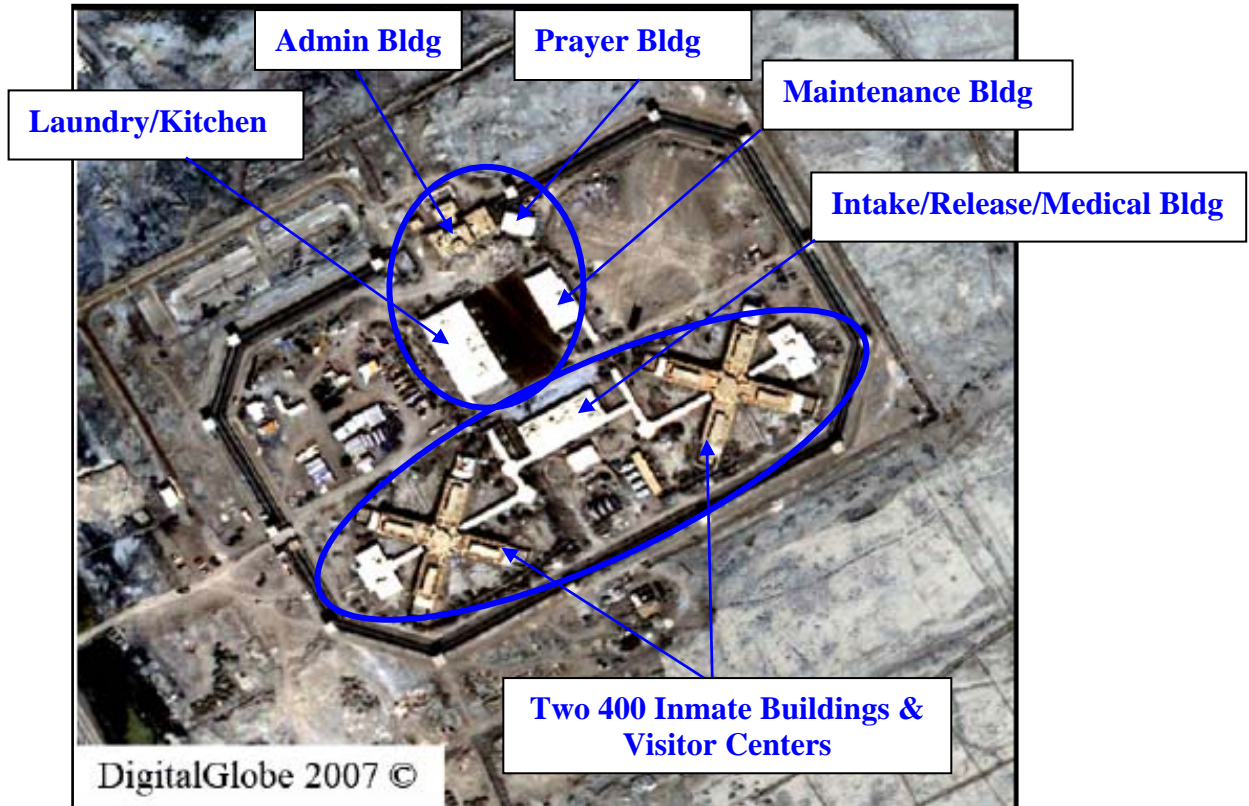 Admin Bldg
Prayer Bldg
Maintenance Bldg
Laundry/Kitchen
Intake/Release/Medical Bldg
Two 400 Inmate Buildings &
Visitor Centers
DigitalGlobe 2007 ©